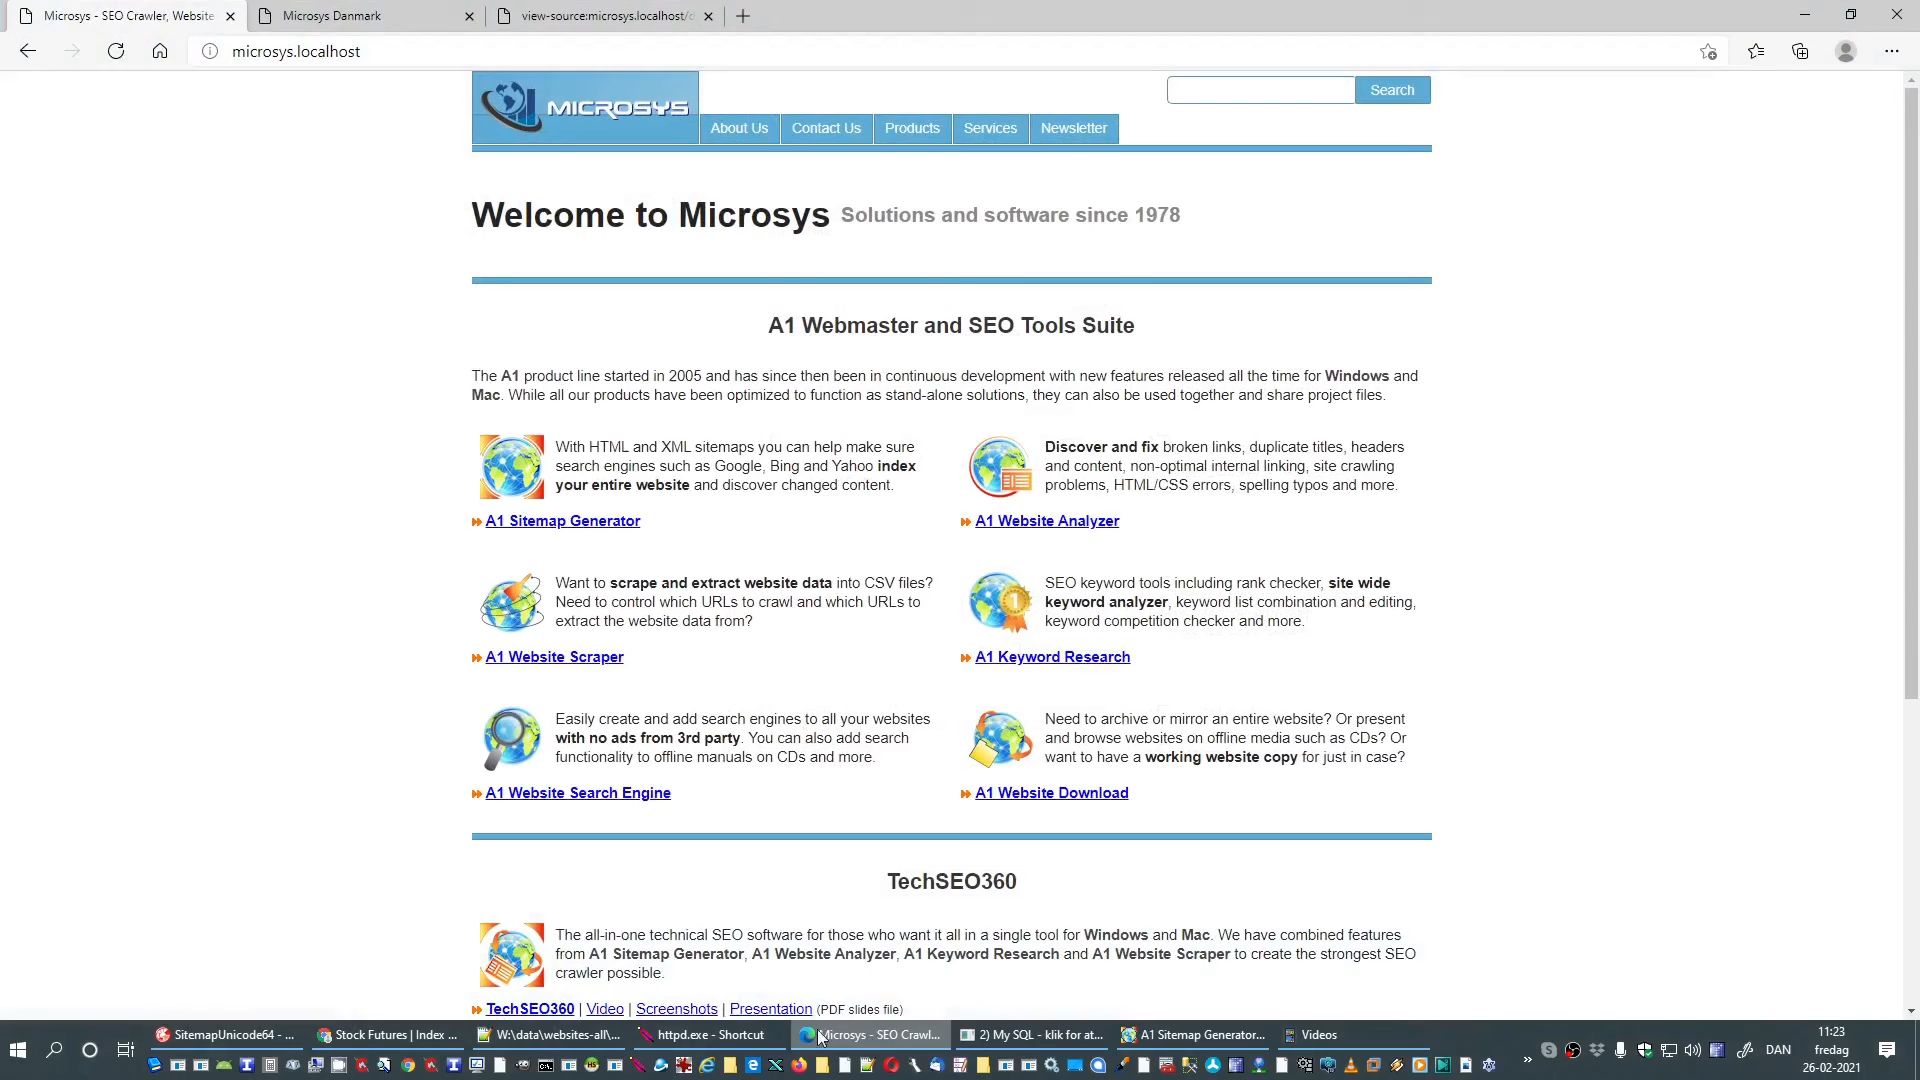 Microsys - SEO Crawler, Website
Microsys Danmark
view-source:microsys.localhost/
microsys.localhost
MICROSYS
Search
About Us
Contact Us
Products
Services
Newsletter
Welcome to Microsys Solutions and software since 1978
A1 Webmaster and SEO Tools Suite
The A1 product line started in 2005 and has since then been in continuous development with new features released all the time for Windows and
Mac. While all our products have been optimized to function as stand-alone solutions, they can also be used together and share project files.
With HTML and XML sitemaps you can help make sure
search engines such as Google, Bing and Yahoo index
your entire website and discover changed content.
A1 Sitemap Generator
Discover and fix broken links, duplicate titles, headers
and content, non-optimal internal linking, site crawling
problems, HTML/CSS errors, spelling typos and more.
A1 Website Analyzer
Want to scrape and extract website data into CSV files?
Need to control which URLs to crawl and which URLs to
extract the website data from?
A1 Website Scraper
SEO keyword tools including rank checker, site wide
keyword analyzer, keyword list combination and editing,
keyword competition checker and more.
A1 Keyword Research
Easily create and add search engines to all your websites
with no ads from 3rd party. You can also add search
functionality to offline manuals on CDs and more.
A1 Website Search Engine
Need to archive or mirror an entire website? Or present
and browse websites on offline media such as CDs? Or
want to have a working website copy for just in case?
A1 Website Download
TechSEO360
The all-in-one technical SEO software for those who want it all in a single tool for Windows and Mac. We have combined features
from A1 Sitemap Generator, A1 Website Analyzer, A1 Keyword Research and A1 Website Scraper to create the strongest SEO
crawler possible.
TechSEO360 | Video | Screenshots | Presentation (PDF slides file)
SitemapUnicode64 - ...
Stock Futures | Index ...
W:\data\websites-all\...
httpd.exe - Shortcut
Microsys - SEO Crawl...
2) My SQL - klik for at...
A1 Sitemap Generator...
Videos
DAN
11:23
fredag
26-02-2021